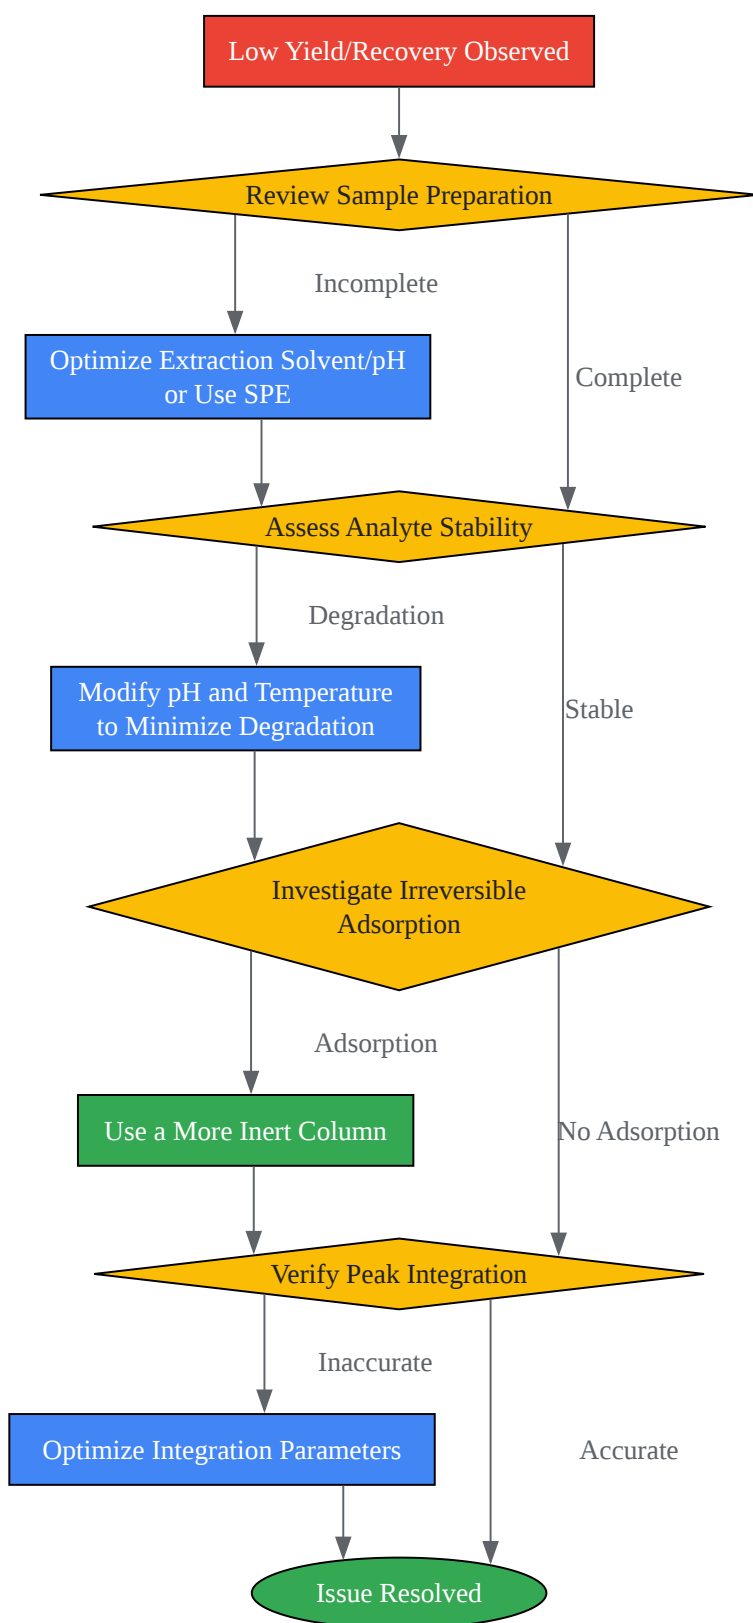 Low Yield/Recovery Observed
Review Sample Preparation
Incomplete
Optimize Extraction Solvent/pH
or Use SPE
Complete
Assess Analyte Stability
Degradation
Modify pH and Temperature
to Minimize Degradation
Stable
Investigate Irreversible
Adsorption
Adsorption
Use a More Inert Column
No Adsorption
Verify Peak Integration
Inaccurate
Optimize Integration Parameters
Accurate
Issue Resolved